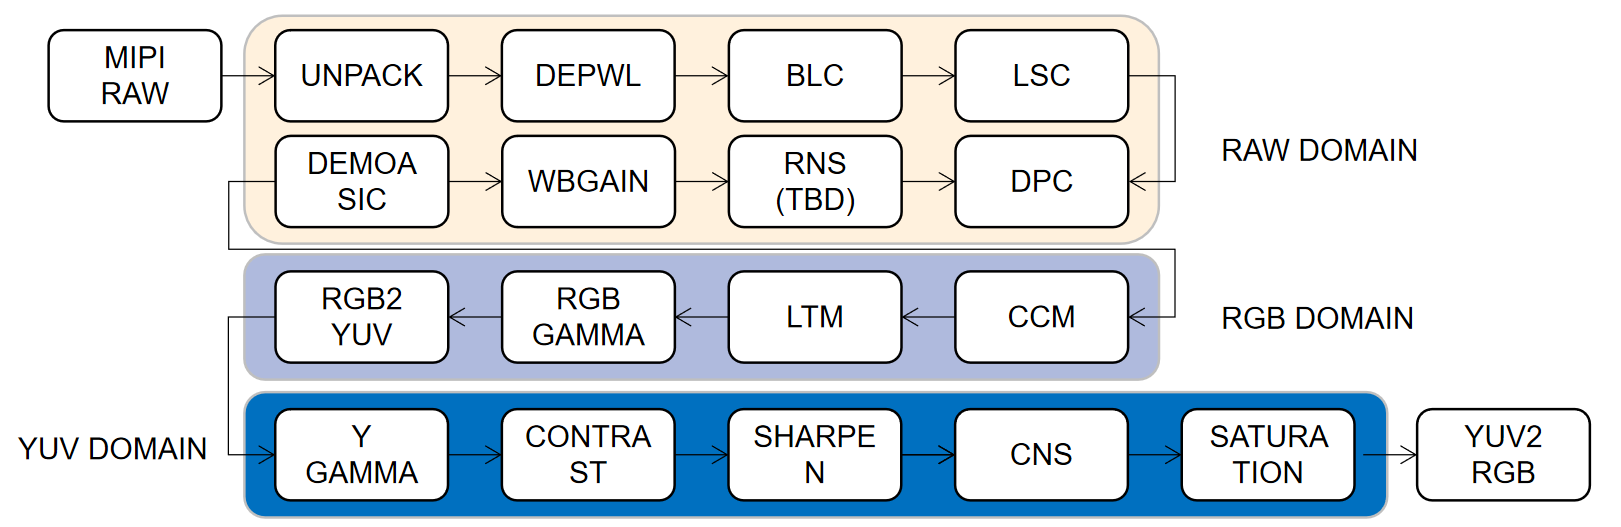 MIPI
RAW
UNPACK
DEPWL
BLC
LSC
DEMOA
SIC
WBGAIN
RNS
(TBD)
DPC
RAW DOMAIN
RGB2
YUV
RGB
GAMMA
LTM
CCM
RGB DOMAIN
YUV DOMAIN
Y
GAMMA
CONTRA
ST
SHARPE
N
CNS
SATURA
TION
YUV2
RGB